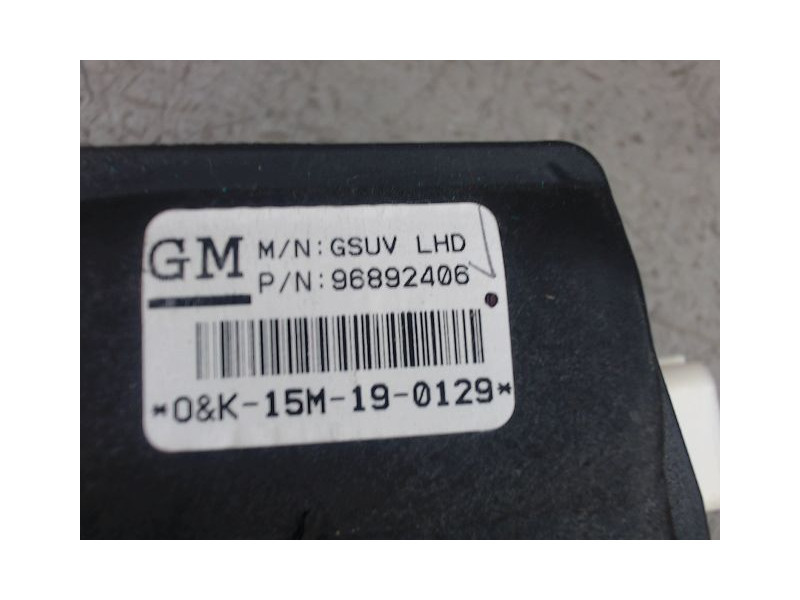 GM
M/N:GSUV LHD
P/N:96892406
*O&K-15M-19-0129*